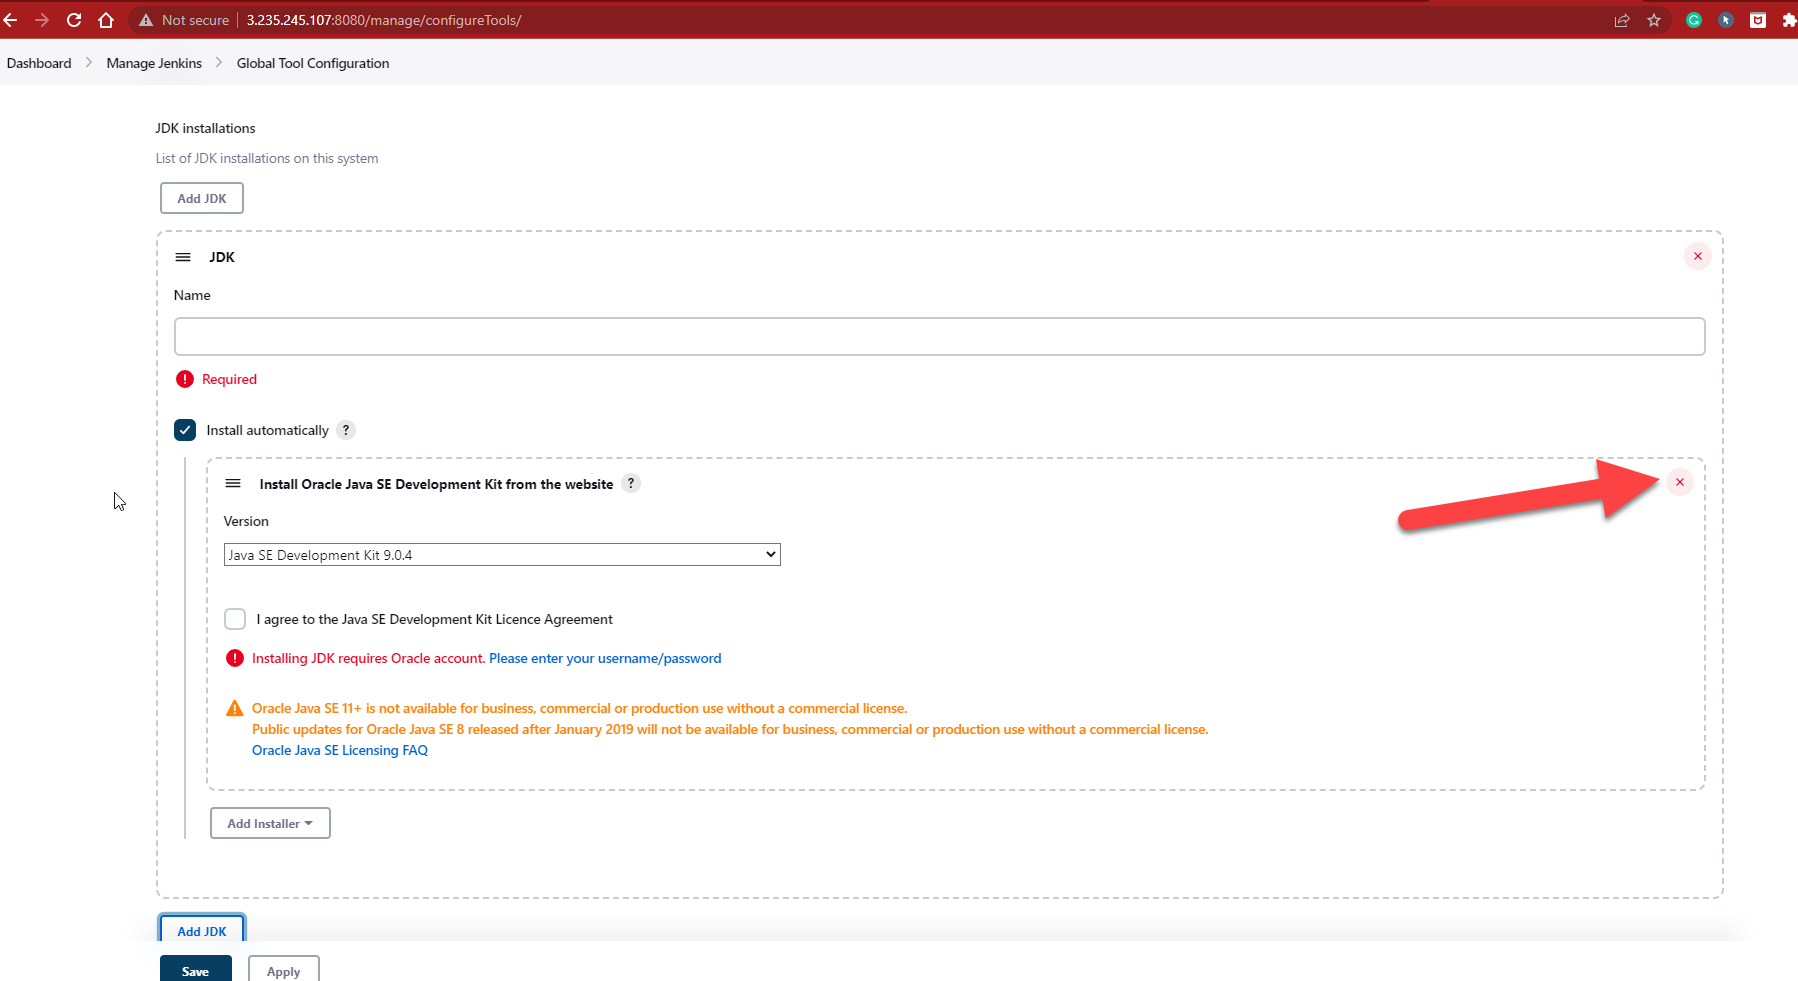 Not secure 3.235.245.107:8080/manage/configureTools/
Dashboard Manage Jenkins Global Tool Configuration
JDK installations
List of JDK installations on this system
Add JDK
JDK
Name
Required
Install automatically ?
Install Oracle Java SE Development Kit from the website ?
Version
Java SE Development Kit 9.0.4
I agree to the Java SE Development Kit Licence Agreement
Installing JDK requires Oracle account. Please enter your username/password
Oracle Java SE 11+ is not available for business, commercial or production use without a commercial license.
Public updates for Oracle Java SE 8 released after January 2019 will not be available for business, commercial or production use without a commercial license.
Oracle Java SE Licensing FAQ
Add Installer
Add JDK
Save Apply